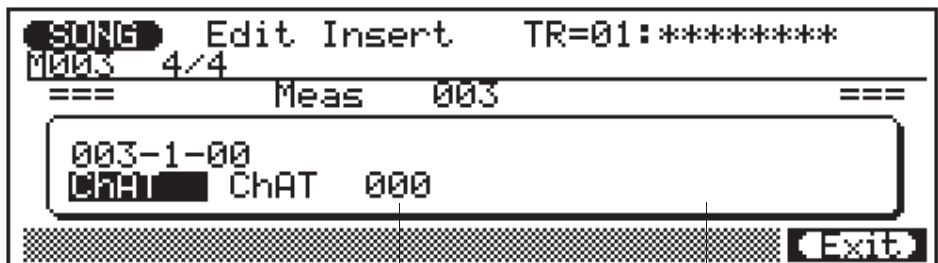 SONG Edit Insert TR=01:********
M003 4/4
=== Meas 003 ===
003-1-00
ChAT ChAT 000
Exit